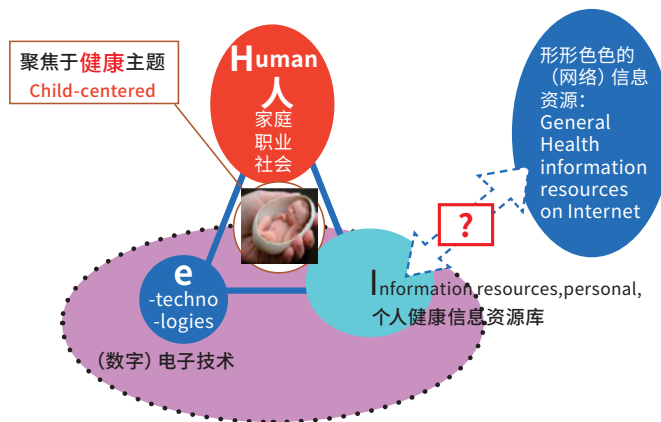 聚焦于健康主题
Child-centered
Human
人
家庭
职业
社会
形形色色的
（网络）信息
资源：
General
Health
information
resources
on Internet
?
e
-techno
-logies
Information resources,personal,
个人健康信息资源库
（数字）电子技术